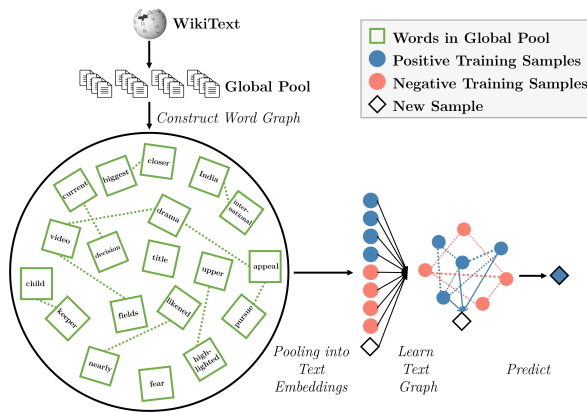 WikiText
Global Pool
Construct Word Graph
Words in Global Pool
Positive Training Samples
Negative Training Samples
New Sample
closer
biggest
India
current
inter-
national
drama
video
decision
title
upper
appeal
child
keeper
fields
likened
pursue
nearly
high-
lighted
fear
Pooling into
Text
Embeddings
Learn
Text
Graph
Predict